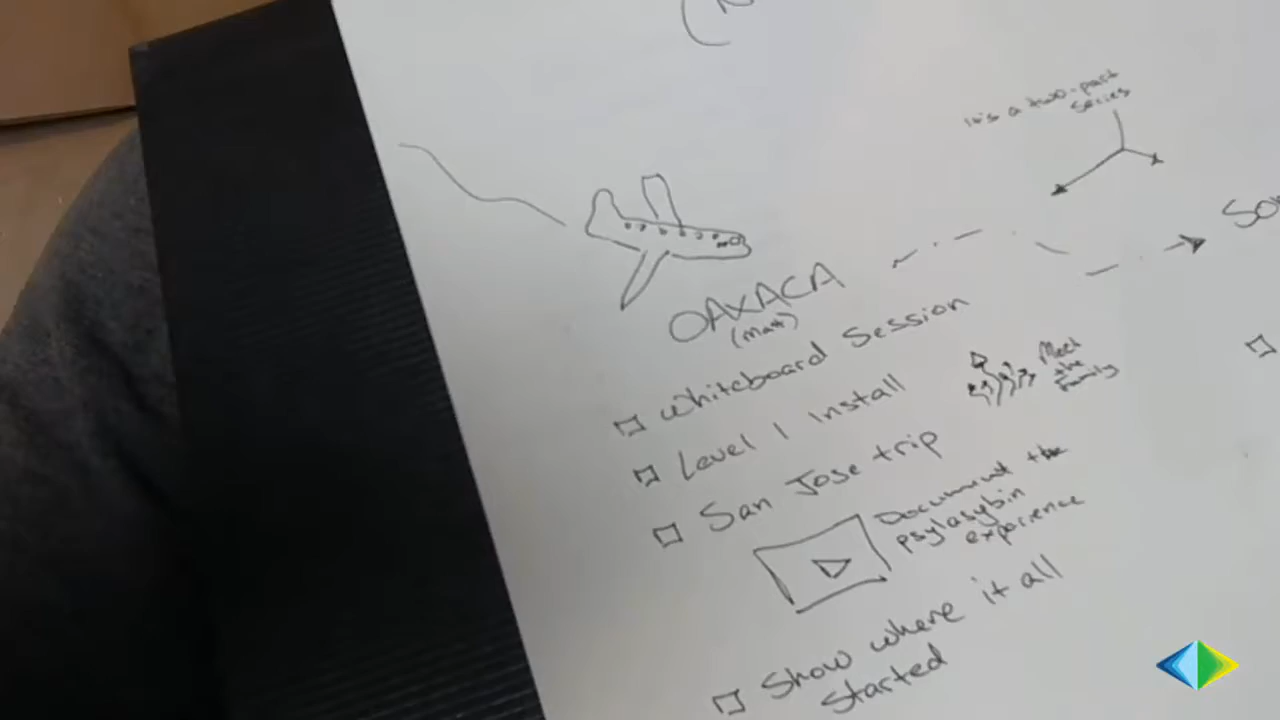 It's a two-part
series
OAXACA
(Matt)
Whiteboard Session
Level 1 Install
Meet
the
Family
San Jose trip
Document the
psylasybin
experience
Show where it all
started